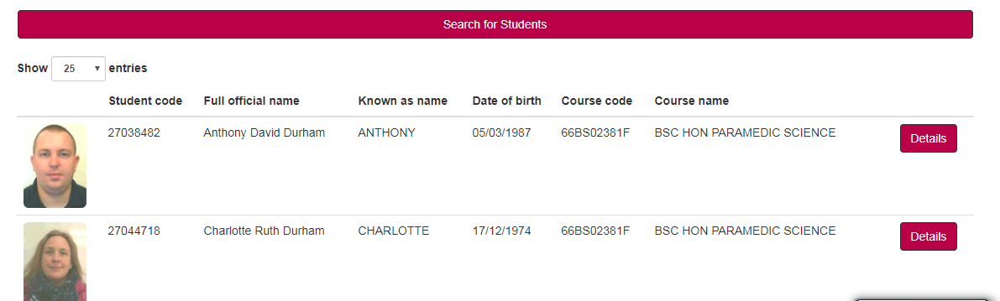 Search for Students
Show 25 entries
Student code Full official name Known as name Date of birth Course code Course name
27038482 Anthony David Durham ANTHONY 05/03/1987 66BS02381F BSC HON PARAMEDIC SCIENCE Details
27044718 Charlotte Ruth Durham CHARLOTTE 17/12/1974 66BS02381F BSC HON PARAMEDIC SCIENCE Details